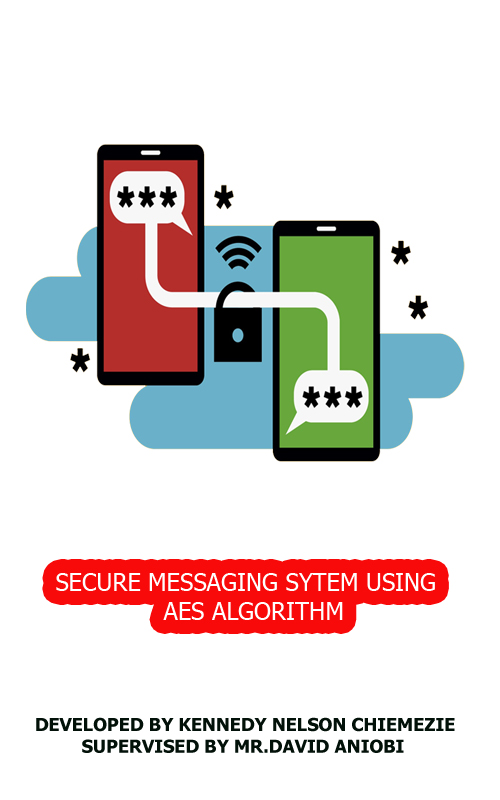 ***
*
*
*
*
***
SECURE MESSAGING SYTEM USING
AES ALGORITHM
DEVELOPED BY KENNEDY NELSON CHIEMEZIE
SUPERVISED BY MR.DAVID ANIOBI